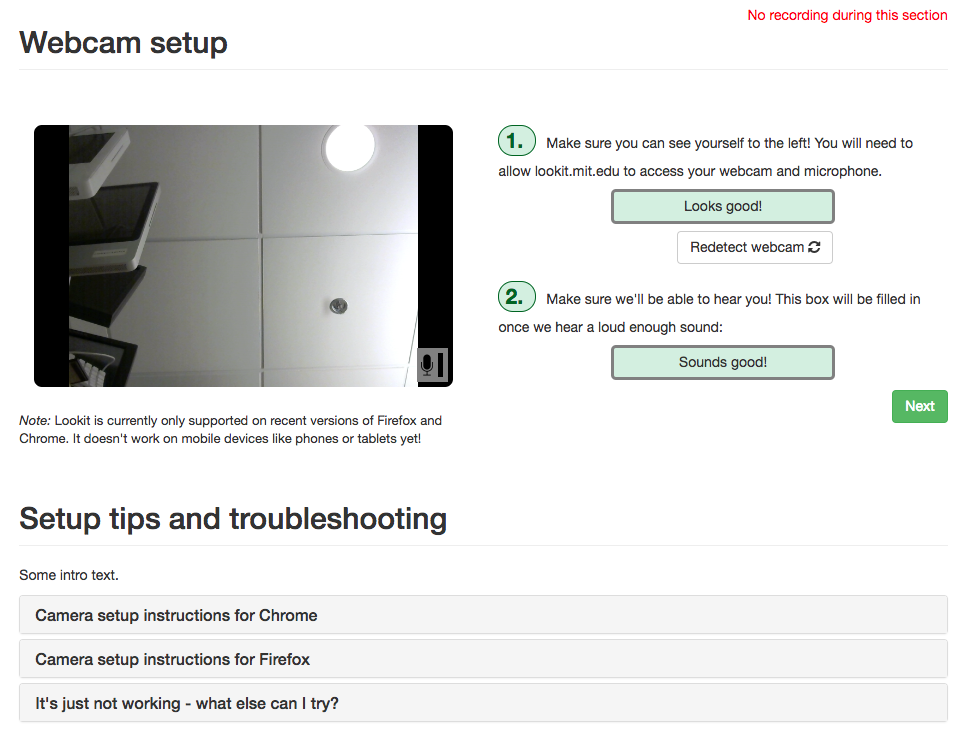 No recording during this section
Webcam setup
1. Make sure you can see yourself to the left! You will need to
allow lookit.mit.edu to access your webcam and microphone.
Looks good!
Redetect webcam
2. Make sure we'll be able to hear you! This box will be filled in
once we hear a loud enough sound:
Sounds good!
Next
Note: Lookit is currently only supported on recent versions of Firefox and
Chrome. It doesn't work on mobile devices like phones or tablets yet!
Setup tips and troubleshooting
Some intro text.
Camera setup instructions for Chrome
Camera setup instructions for Firefox
It's just not working - what else can I try?